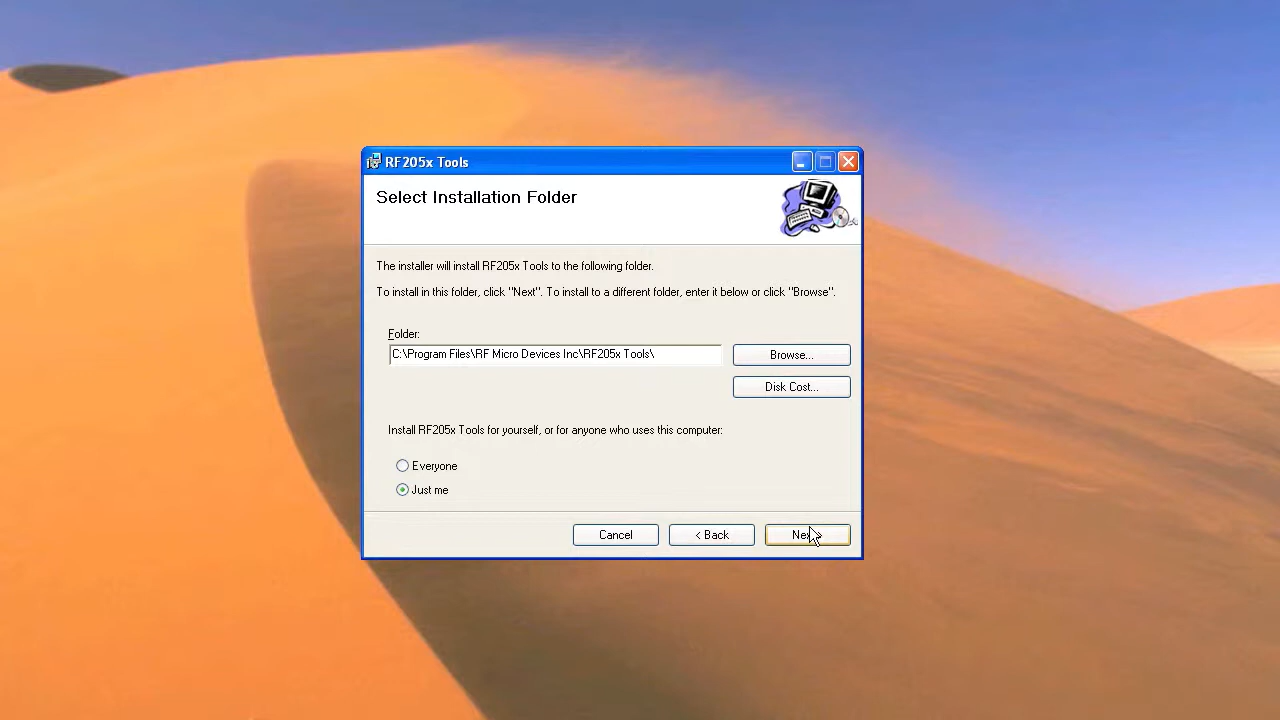 RF205x Tools
Select Installation Folder
The installer will install RF205x Tools to the following folder.
To install in this folder, click "Next". To install to a different folder, enter it below or click "Browse".
Folder:
C:\Program Files\RF Micro Devices Inc\RF205x Tools\
Browse...
Disk Cost...
Install RF205x Tools for yourself, or for anyone who uses this computer:
Everyone
Just me
Cancel
< Back